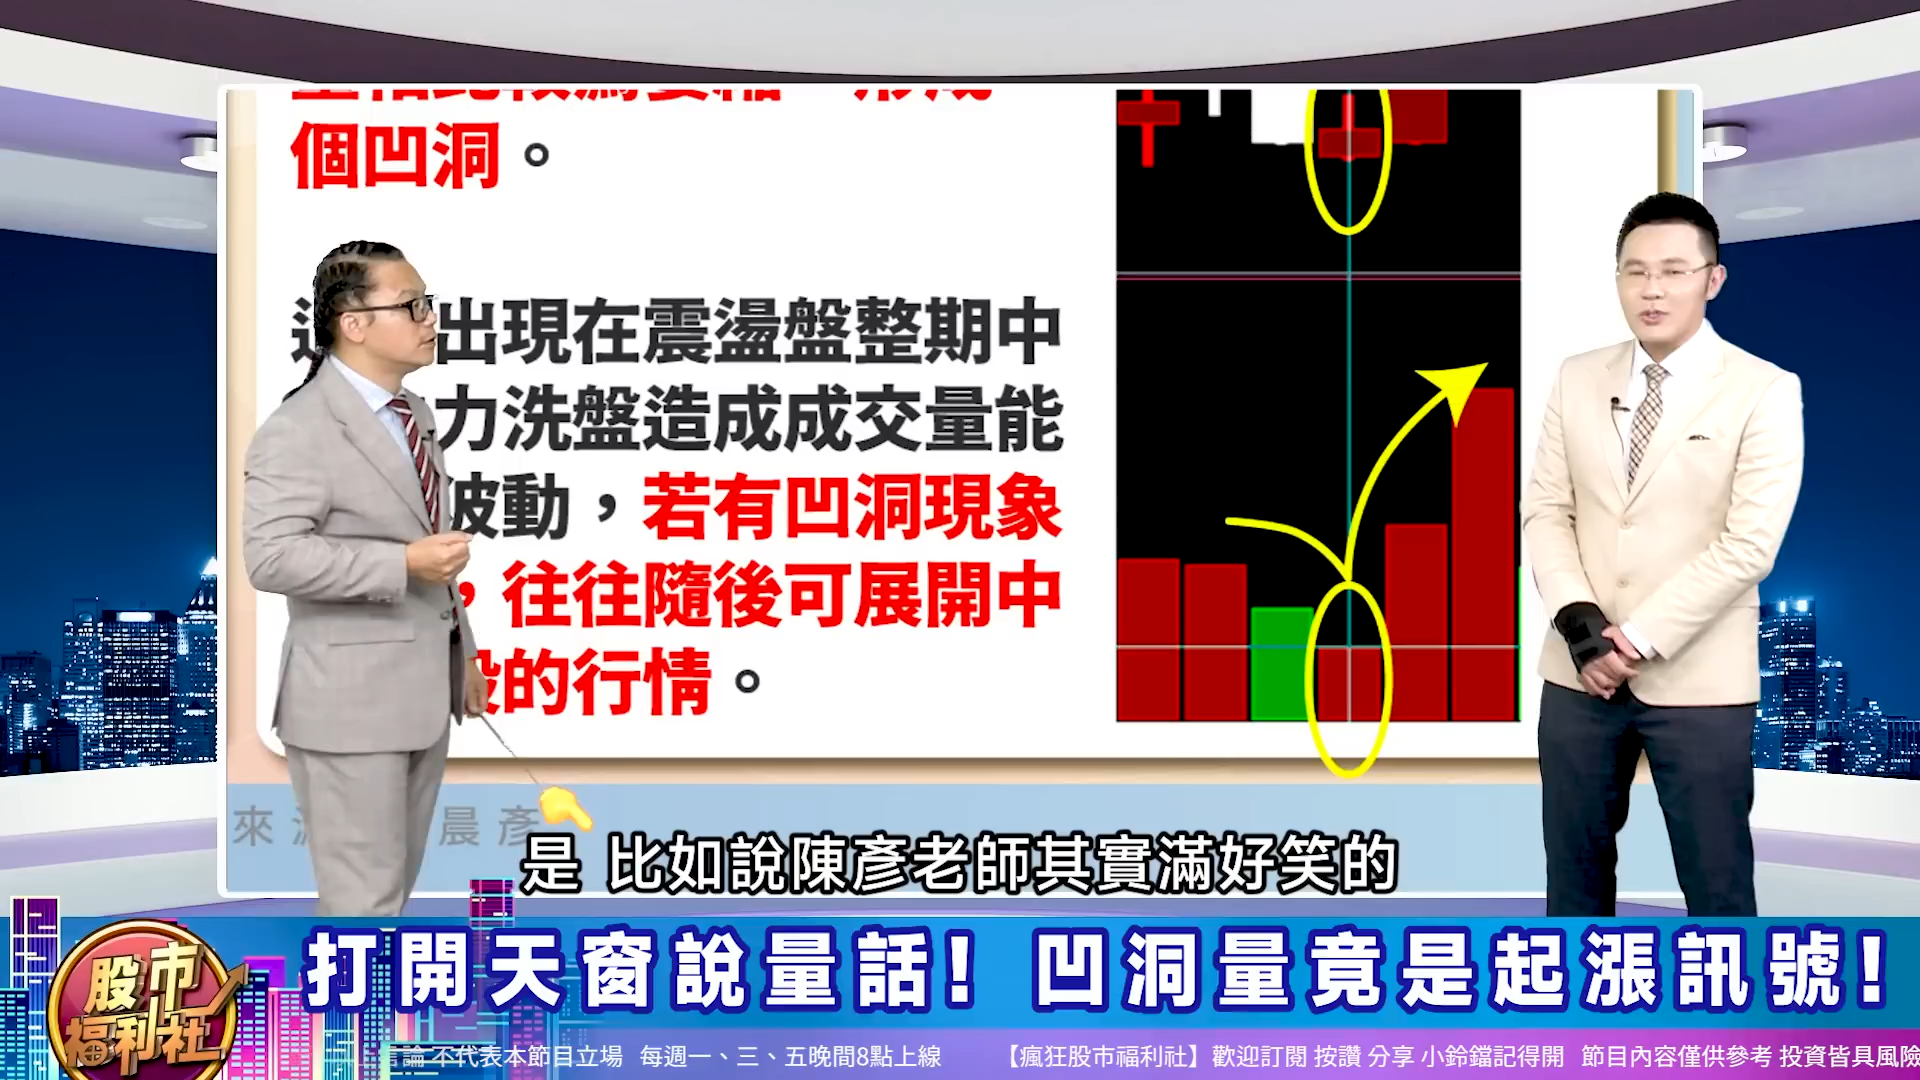 個凹洞。
出現在震盪盤整期中
力洗盤造成成交量能
波動，若有凹洞現象
，往往隨後可展開中
段的行情。
來 晨彥
是 比如說陳彥老師其實滿好笑的
打開天窗說量話! 凹洞量竟是起漲訊號!
股市
福利社
言論 不代表本節目立場 每週一、三、五晚間8點上線 【瘋狂股市福利社】歡迎訂閱 按讚 分享 小鈴鐺記得開 節目內容僅供參考 投資皆具風險